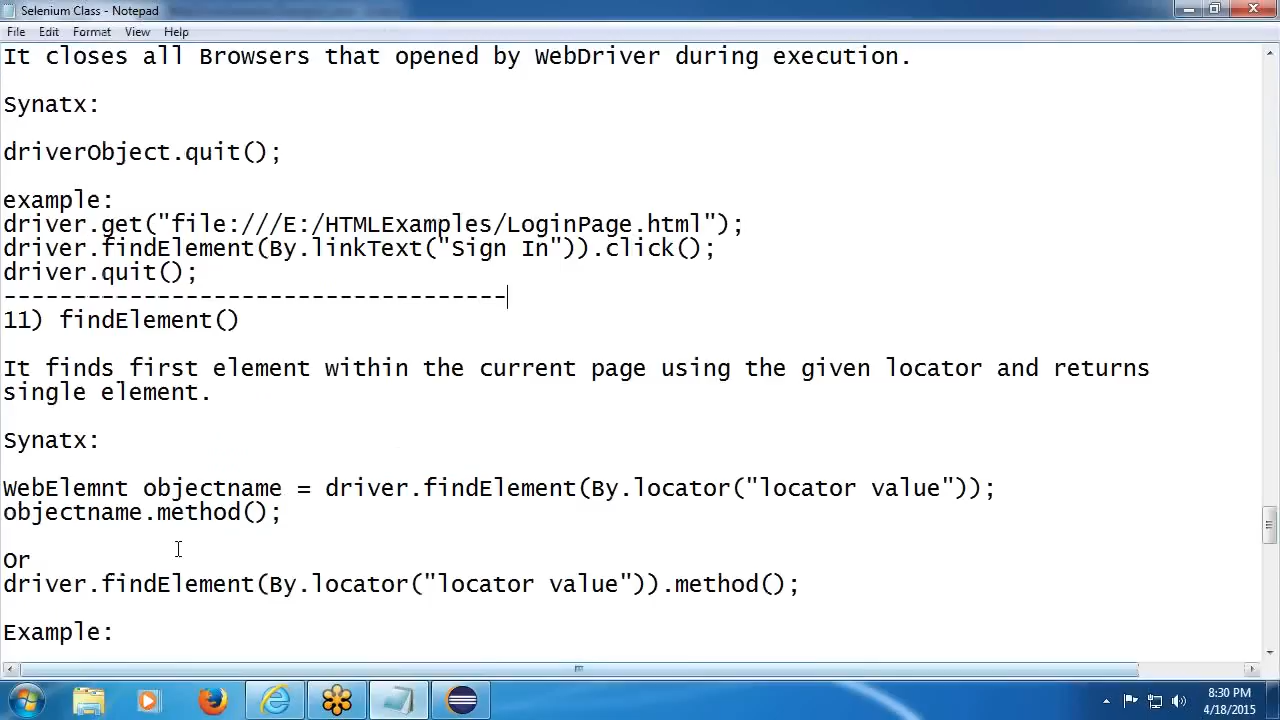 Selenium Class - Notepad
File Edit Format View Help
It closes all Browsers that opened by WebDriver during execution.
Synatx:
driverObject.quit();
example:
driver.get("file:///E:/HTMLExamples/LoginPage.html");
driver.findElement(By.linkText("Sign In")).click();
driver.quit();
------------------------------------
11) findElement()
It finds first element within the current page using the given locator and returns
single element.
Synatx:
WebElemnt objectname = driver.findElement(By.locator("locator value"));
objectname.method();
Or
driver.findElement(By.locator("locator value")).method();
Example:
8:30 PM
4/18/2015